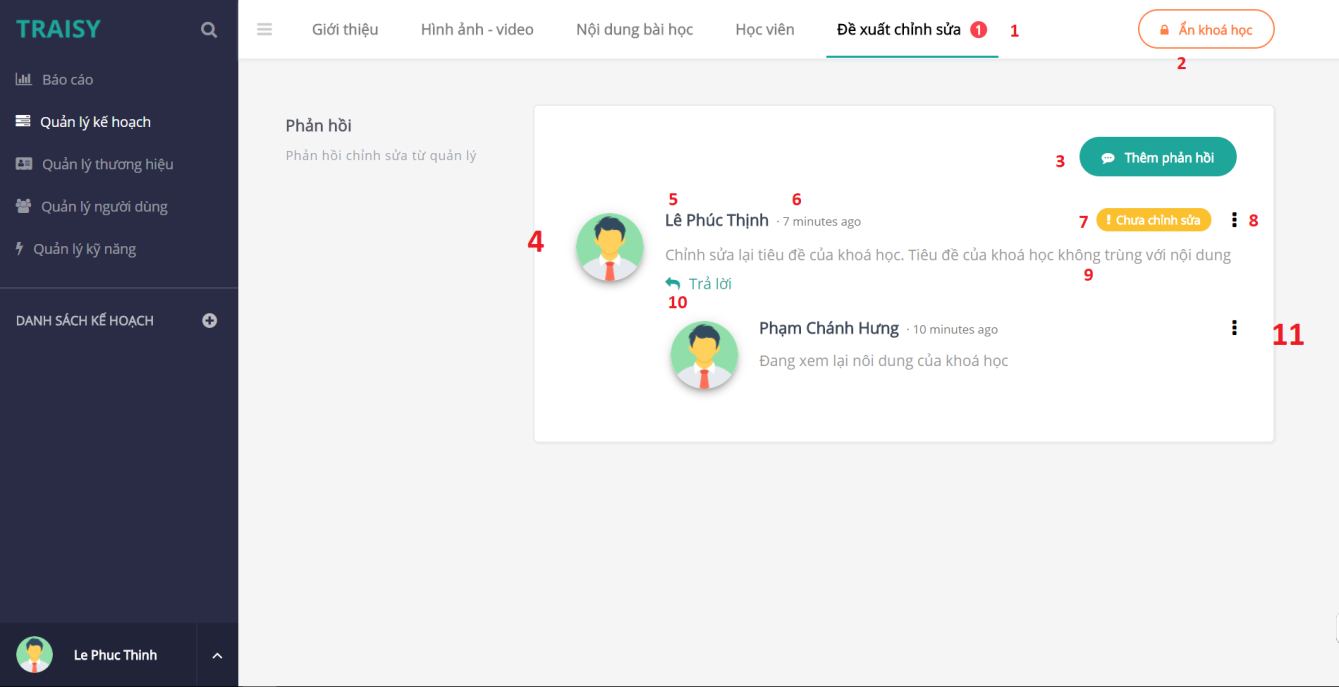 TRAISY
Báo cáo
Quản lý kế hoạch
Quản lý thương hiệu
Quản lý người dùng
Quản lý kỹ năng
DANH SÁCH KẾ HOẠCH
Le Phuc Thinh
Giới thiệu
Hình ảnh - video
Nội dung bài học
Học viên
Đề xuất chỉnh sửa 1 1
Ẩn khoá học
2
Phản hồi
Phản hồi chỉnh sửa từ quản lý
3 Thêm phản hồi
5 6
4
Lê Phúc Thịnh · 7 minutes ago 7 ! Chưa chỉnh sửa 8
Chỉnh sửa lại tiêu đề của khoá học. Tiêu đề của khoá học không trùng với nội dung
9
Trả lời
10
Phạm Chánh Hưng · 10 minutes ago 11
Đang xem lại nôi dung của khoá học